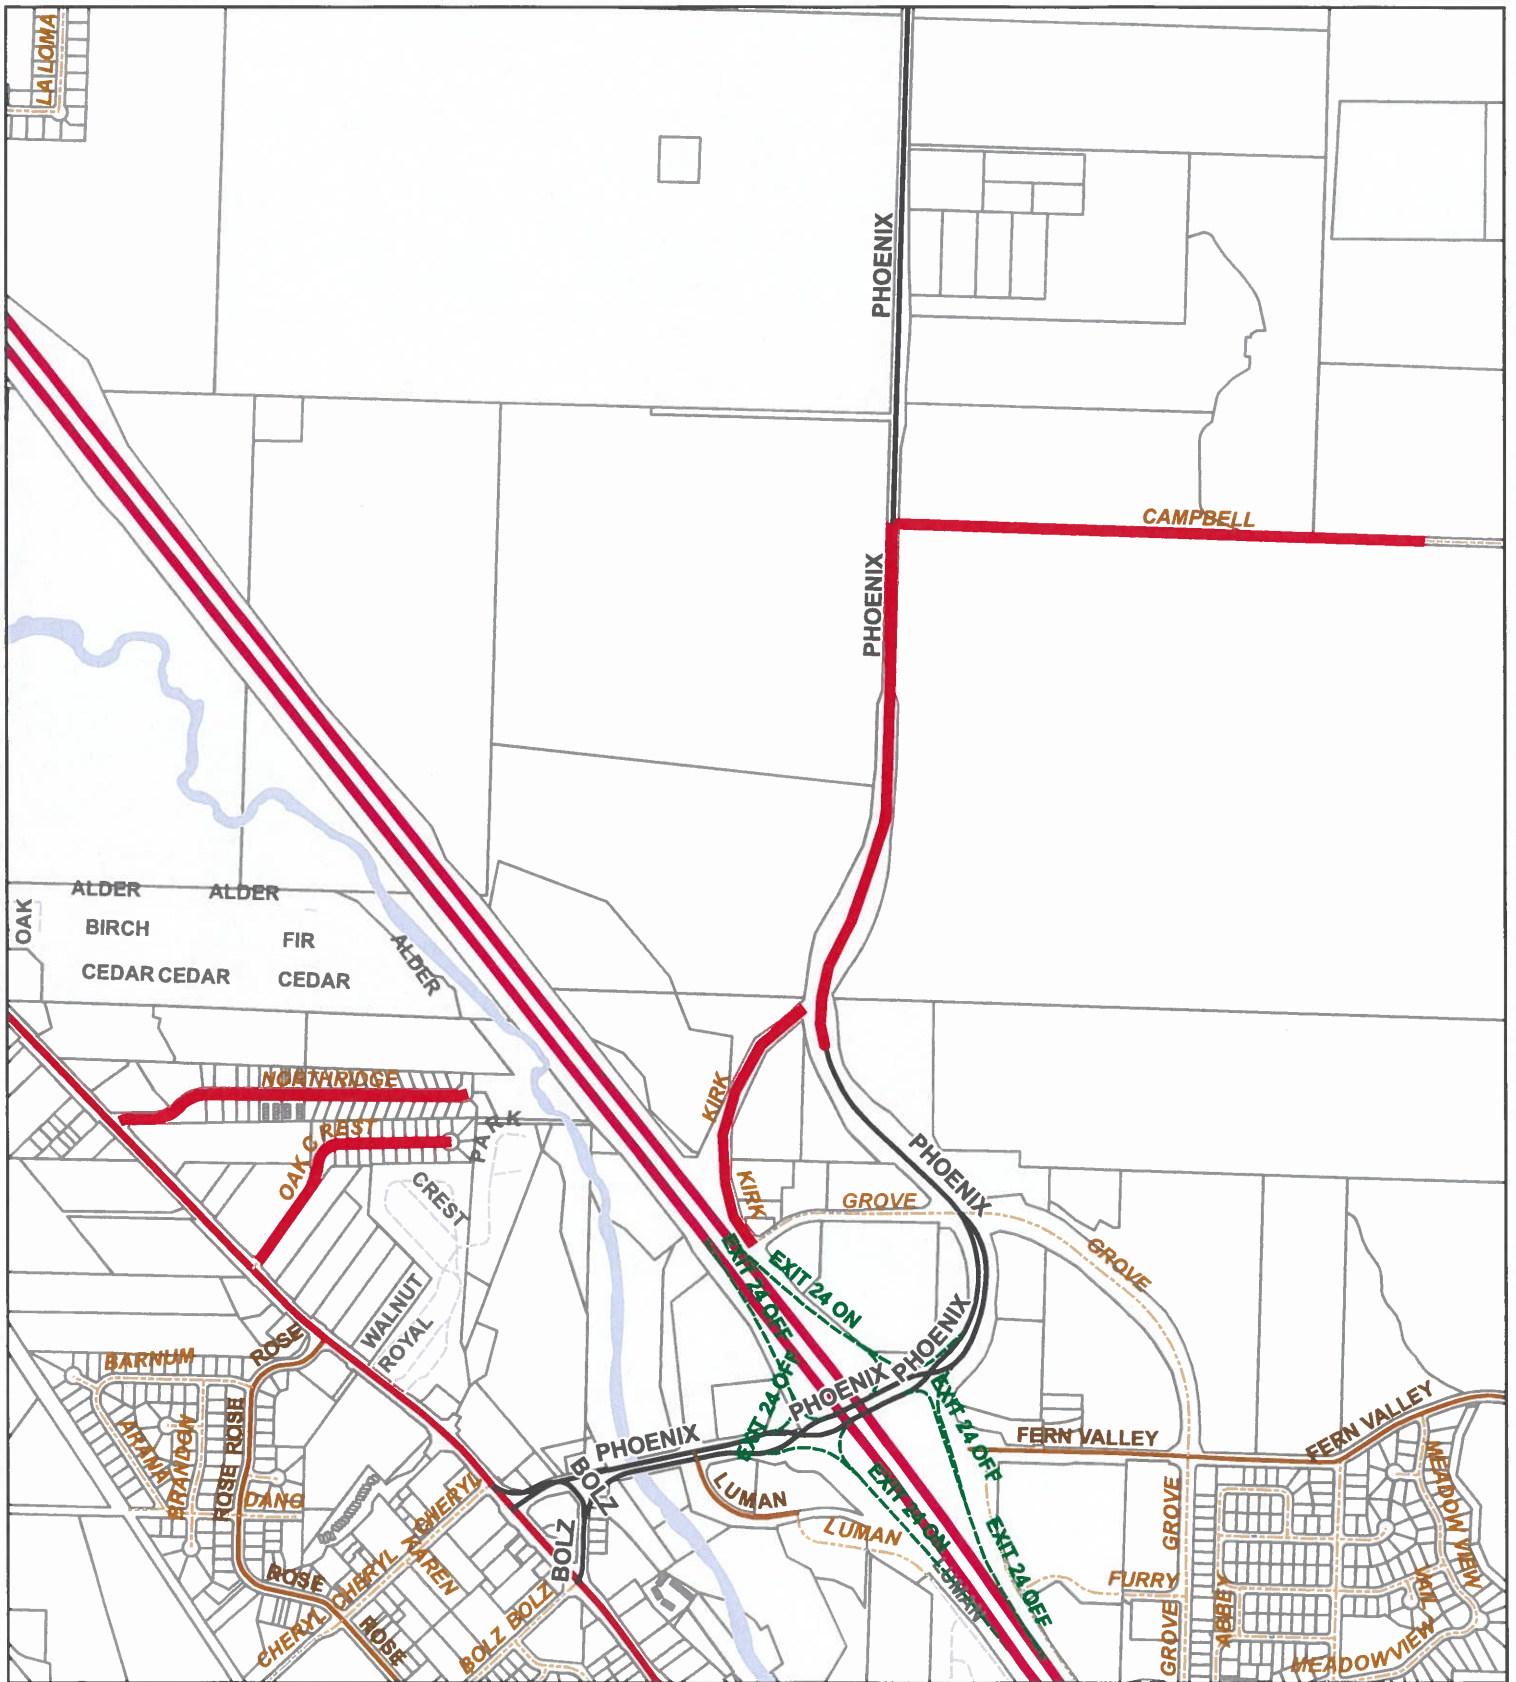 LA LOMA
PHOENIX
CAMPBELL
PHOENIX
ALDER
ALDER
OAK
BIRCH
FIR
ALDER
CEDAR
CEDAR
CEDAR
NORTHRIDGE
KIRK
OAK CREST
PARK
PHOENIX
CREST
KIRK
GROVE
GROVE
EXIT 24 OFF
EXIT 24 ON
WALNUT
ROYAL
PHOENIX
ROSE
BARNUM
EXIT 24 OFF
PHOENIX
EXIT 24 OFF
ARANA
BRANDON
ROSE
ROSE
PHOENIX
FERN VALLEY
FERN VALLEY
MEADOW VIEW
BOLZ
DANO
CHERYL
LUMAN
LUMAN
EXIT 24 ON
GROVE
BOLZ
KAREN
CHERYL
ROSE
EXIT 24 OFF
FURRY
LUMAN
VAIL
ABBEY
CHERYL
ROSE
BOLZ
BOLZ
GROVE
MEADOWVIEW